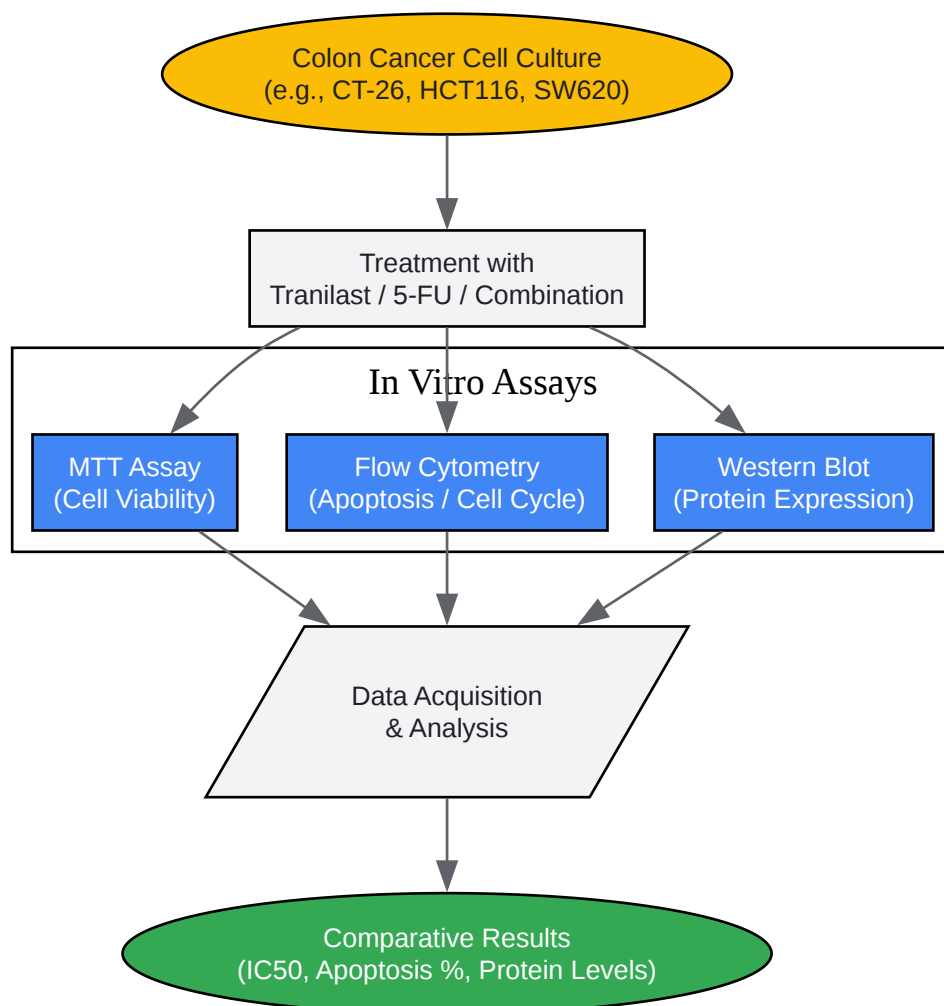 Colon Cancer Cell Culture
(e.g., CT-26, HCT116, SW620)
Treatment with
Tranilast / 5-FU / Combination
In Vitro Assays
MTT Assay
(Cell Viability)
Flow Cytometry
(Apoptosis / Cell Cycle)
Western Blot
(Protein Expression)
Data Acquisition
& Analysis
Comparative Results
(IC50, Apoptosis %, Protein Levels)